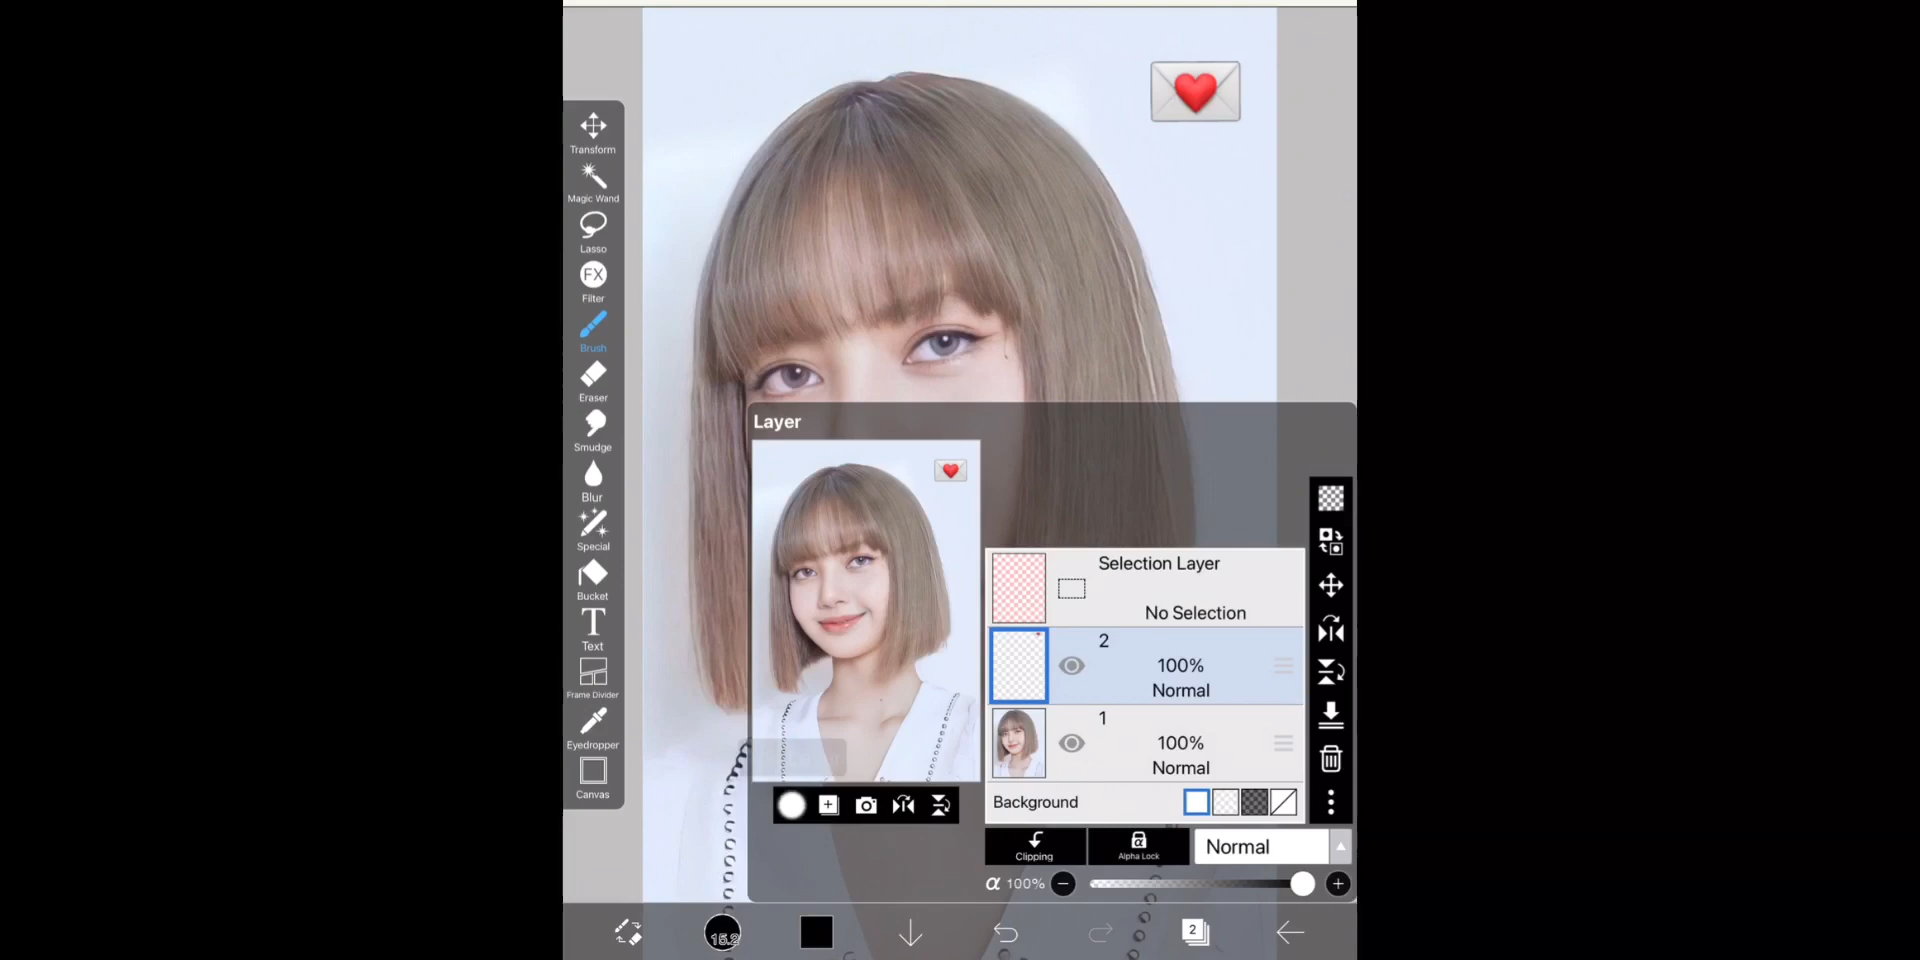 Transform
Magic Wand
Lasso
FX
Filter
Brush
Eraser
Smudge
Blur
Special
Bucket
T
Text
Frame Divider
Eyedropper
Canvas
Layer
Selection Layer
No Selection
2
100%
Normal
1
100%
Normal
Background
Clipping
α
Alpha Lock
Normal
α 100%
15.2
2